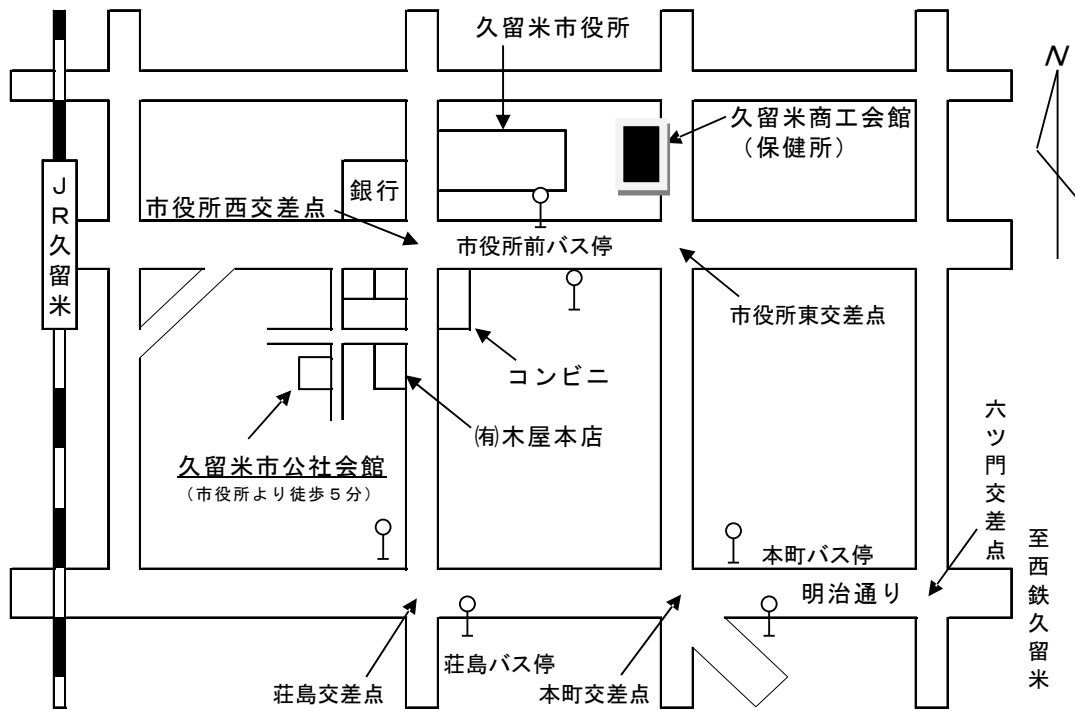 久留米市役所
N
久留米商工会館
（保健所）
JR久留米
銀行
市役所西交差点
市役所前バス停
市役所東交差点
コンビニ
㈲木屋本店
久留米市公社会館
（市役所より徒歩５分）
六ツ門交差点
本町バス停
至西鉄久留米
明治通り
荘島バス停
荘島交差点
本町交差点